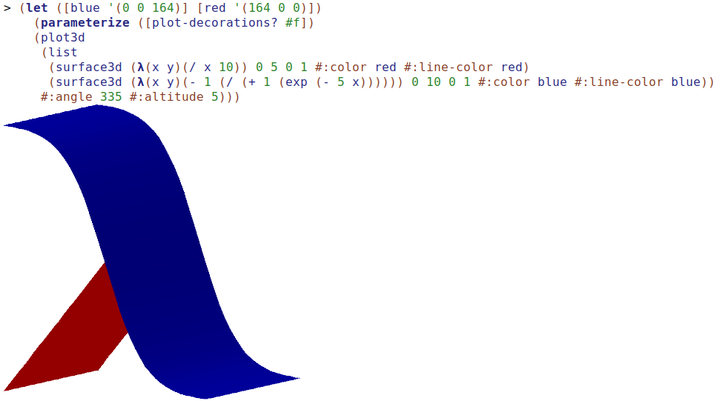 > (let ([blue '(0 0 164)] [red '(164 0 0)])
(parameterize ([plot-decorations? #f])
(plot3d
(list
(surface3d (λ(x y)(/ x 10)) 0 5 0 1 #:color red #:line-color red)
(surface3d (λ(x y)(- 1 (/ (+ 1 (exp (- 5 x)))))) 0 10 0 1 #:color blue #:line-color blue))
#:angle 335 #:altitude 5)))